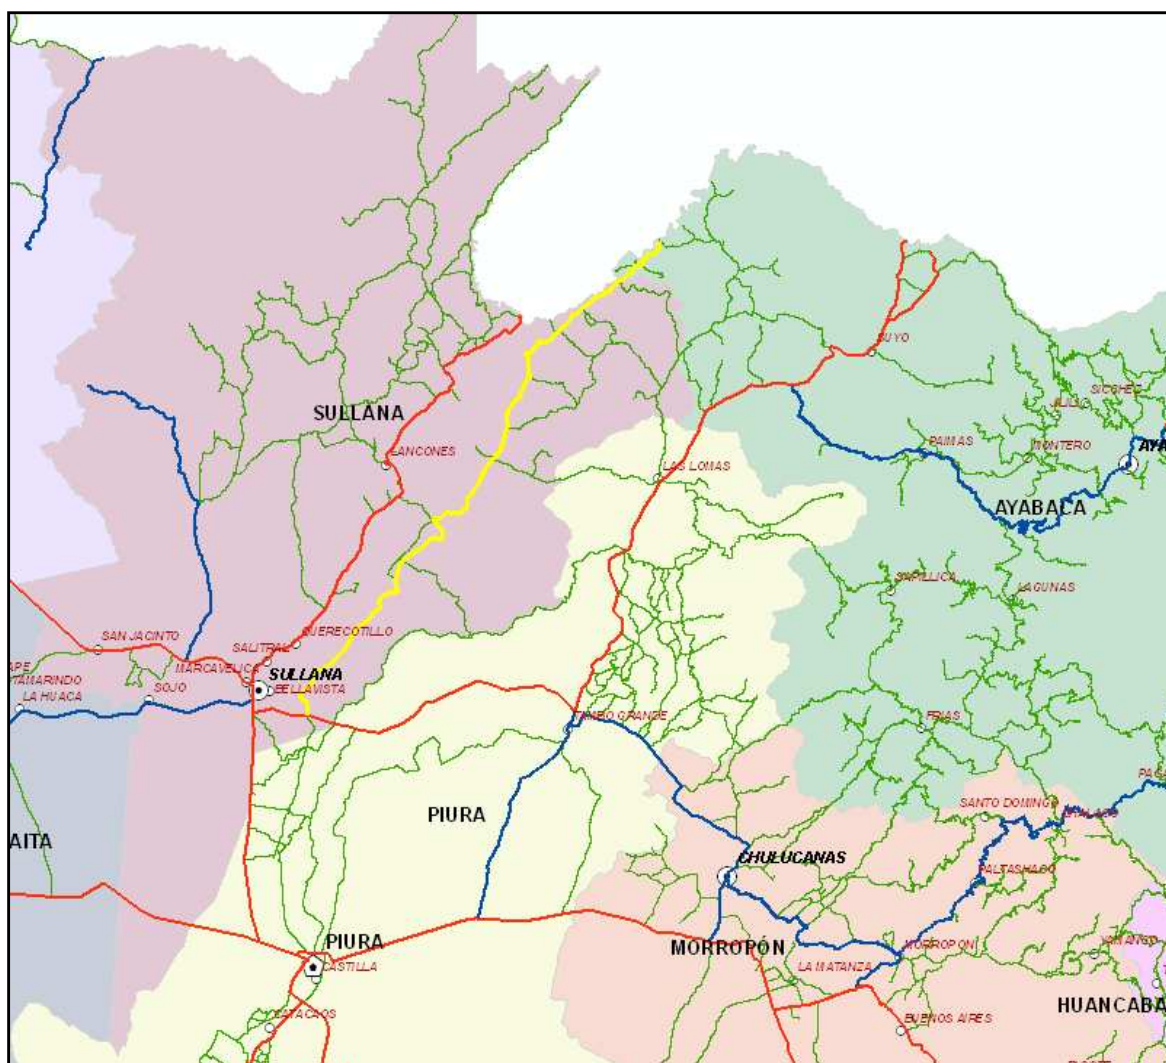 SUYO
SICCHEZ
JILILI
SULLANA
LANCONES
PAIMAS
MONTERO
AYA
LAS LOMAS
AYABACA
SAPILLICA
LAGUNAS
SAN JACINTO
SALITRAL
QUERECOTILLO
MARCAVELICA
SULLANA
BELLAVISTA
TAMARINDO
LA HUACA
SOJO
TAMBO GRANDE
FRIAS
SANTO DOMINGO
CHALACO
PIURA
AITA
CHULUCANAS
PALTASHACO
PIURA
CASTILLA
MORROPÓN
MORROPON
YAMANGO
LA MATANZA
HUANCABA
CATACAOS
BUENOS AIRES